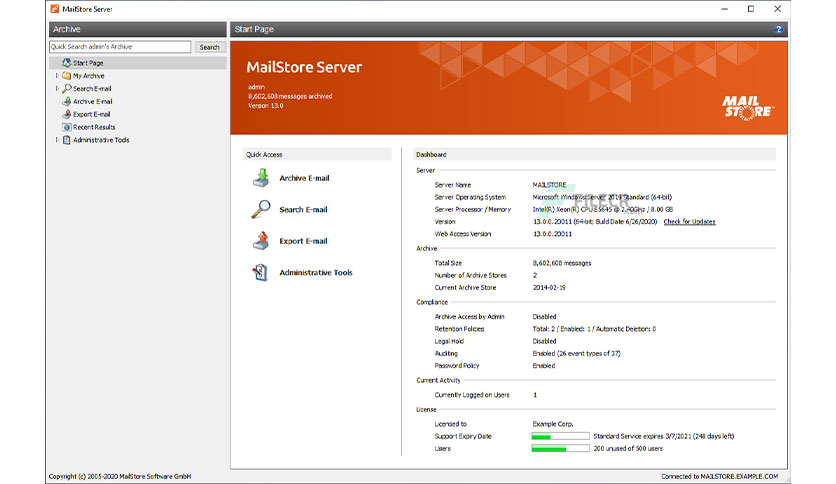 MailStore Server
Archive
Start Page
Quick Search admin's Archive
Search
Start Page
My Archive
Search E-mail
Archive E-mail
Export E-mail
Recent Results
Administrative Tools
MailStore Server
admin
8,602,608 messages archived
Version 13.0
MAIL
STORE
Quick Access
Archive E-mail
Search E-mail
Export E-mail
Administrative Tools
Dashboard
Server
Server Name MAILSTORE
Server Operating System Microsoft Windows Server 2019 Standard (64-bit)
FILECR
.com
Server Processor / Memory Intel(R) Xeon(R) CPU E5645 @ 2.40GHz / 8.00 GB
Version 13.0.0.20011 (64-bit; Build Date 6/26/2020) Check for Updates
Web Access Version 13.0.0.20011
Archive
Total Size 8,602,608 messages
Number of Archive Stores 2
Current Archive Store 2014-02-19
Compliance
Archive Access by Admin Disabled
Retention Policies Total: 2 / Enabled: 1 / Automatic Deletion: 0
Legal Hold Disabled
Auditing Enabled (26 event types of 37)
Password Policy Enabled
Current Activity
Currently Logged on Users 1
License
Licensed to Example Corp.
Support Expiry Date Standard Service expires 3/7/2021 (248 days left)
Users 200 unused of 500 users
Copyright (c) 2005-2020 MailStore Software GmbH
Connected to MAILSTORE.EXAMPLE.COM